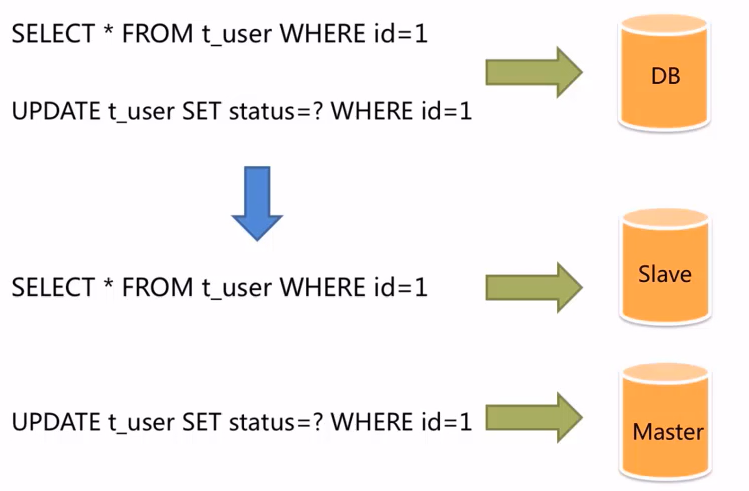 SELECT * FROM t_user WHERE id=1
DB
UPDATE t_user SET status=? WHERE id=1
SELECT * FROM t_user WHERE id=1
Slave
UPDATE t_user SET status=? WHERE id=1
Master